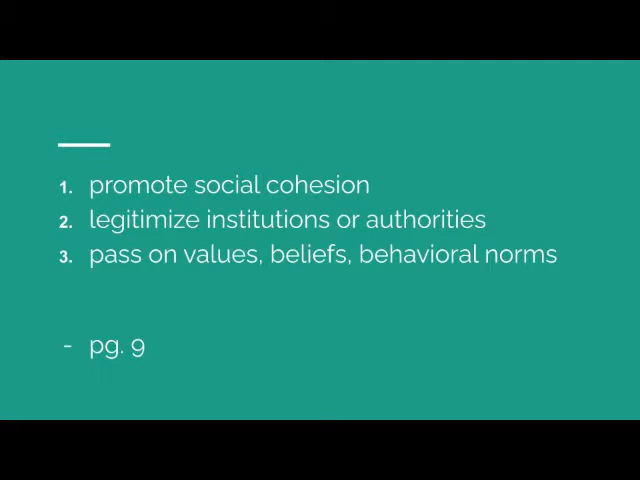 1. promote social cohesion
2. legitimize institutions or authorities
3. pass on values, beliefs, behavioral norms
- pg. 9